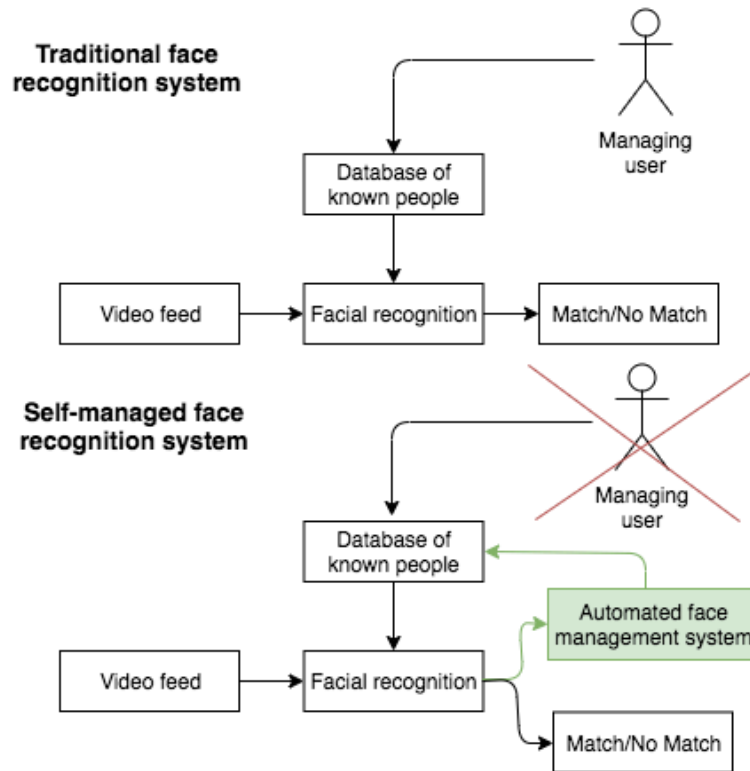 Traditional face
recognition system
Managing
user
Database of
known people
Video feed
Facial recognition
Match/No Match
Self-managed face
recognition system
Managing
user
Database of
known people
Automated face
management system
Video feed
Facial recognition
Match/No Match